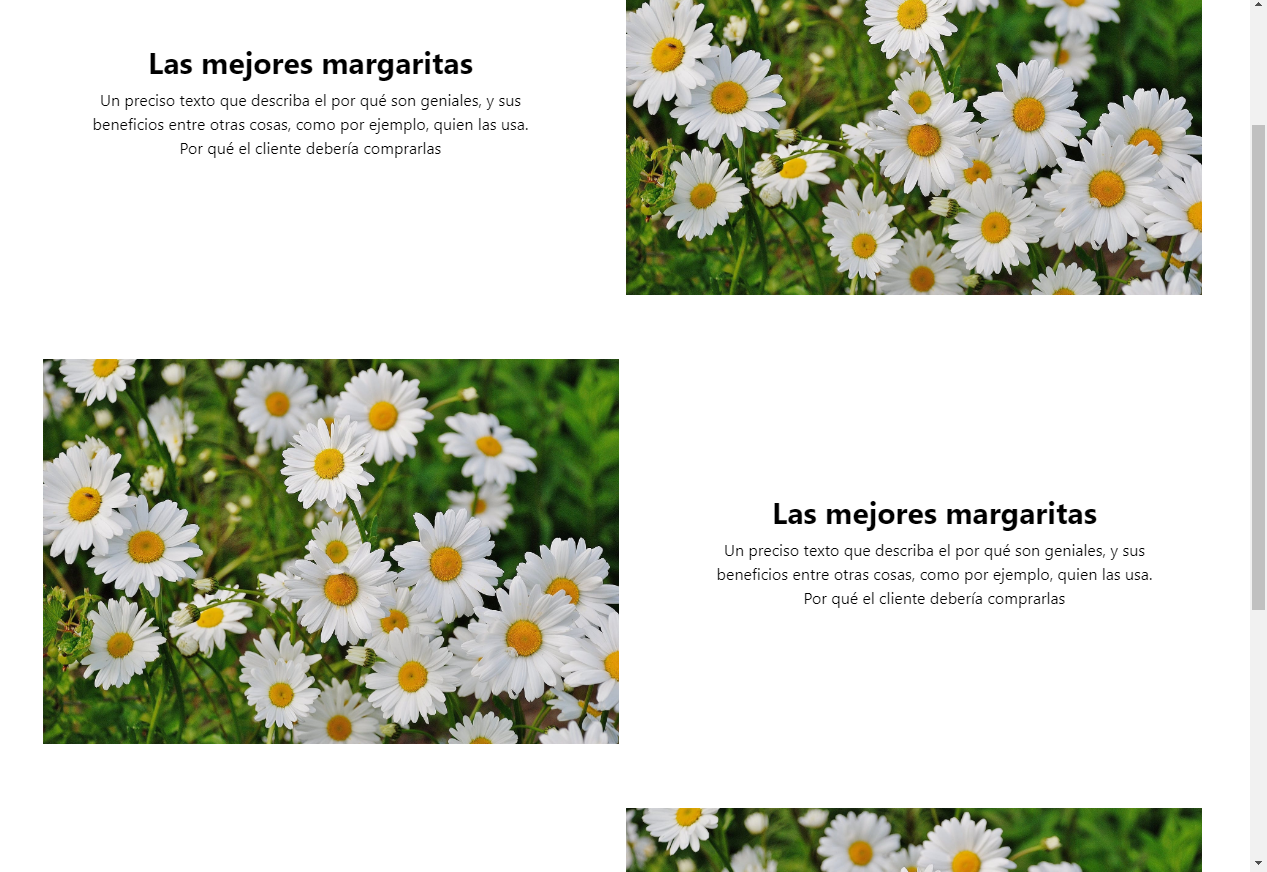 Las mejores margaritas
Un preciso texto que describa el por qué son geniales, y sus
beneficios entre otras cosas, como por ejemplo, quien las usa.
Por qué el cliente debería comprarlas
Las mejores margaritas
Un preciso texto que describa el por qué son geniales, y sus
beneficios entre otras cosas, como por ejemplo, quien las usa.
Por qué el cliente debería comprarlas